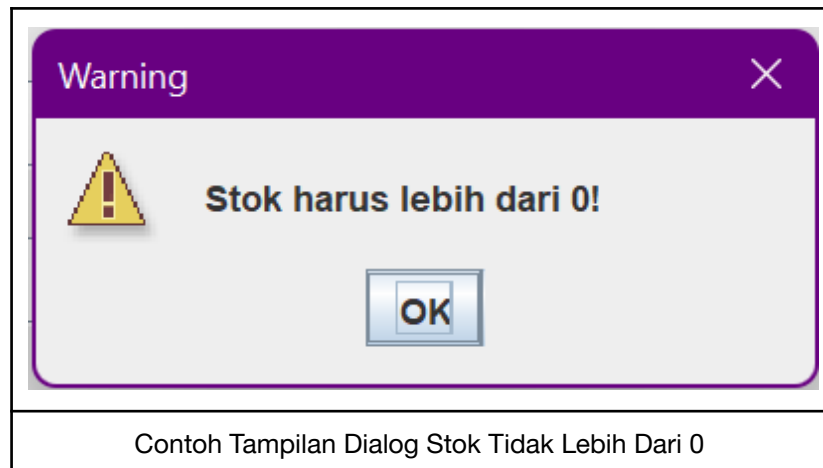 Warning
Stok harus lebih dari 0!
OK
Contoh Tampilan Dialog Stok Tidak Lebih Dari 0